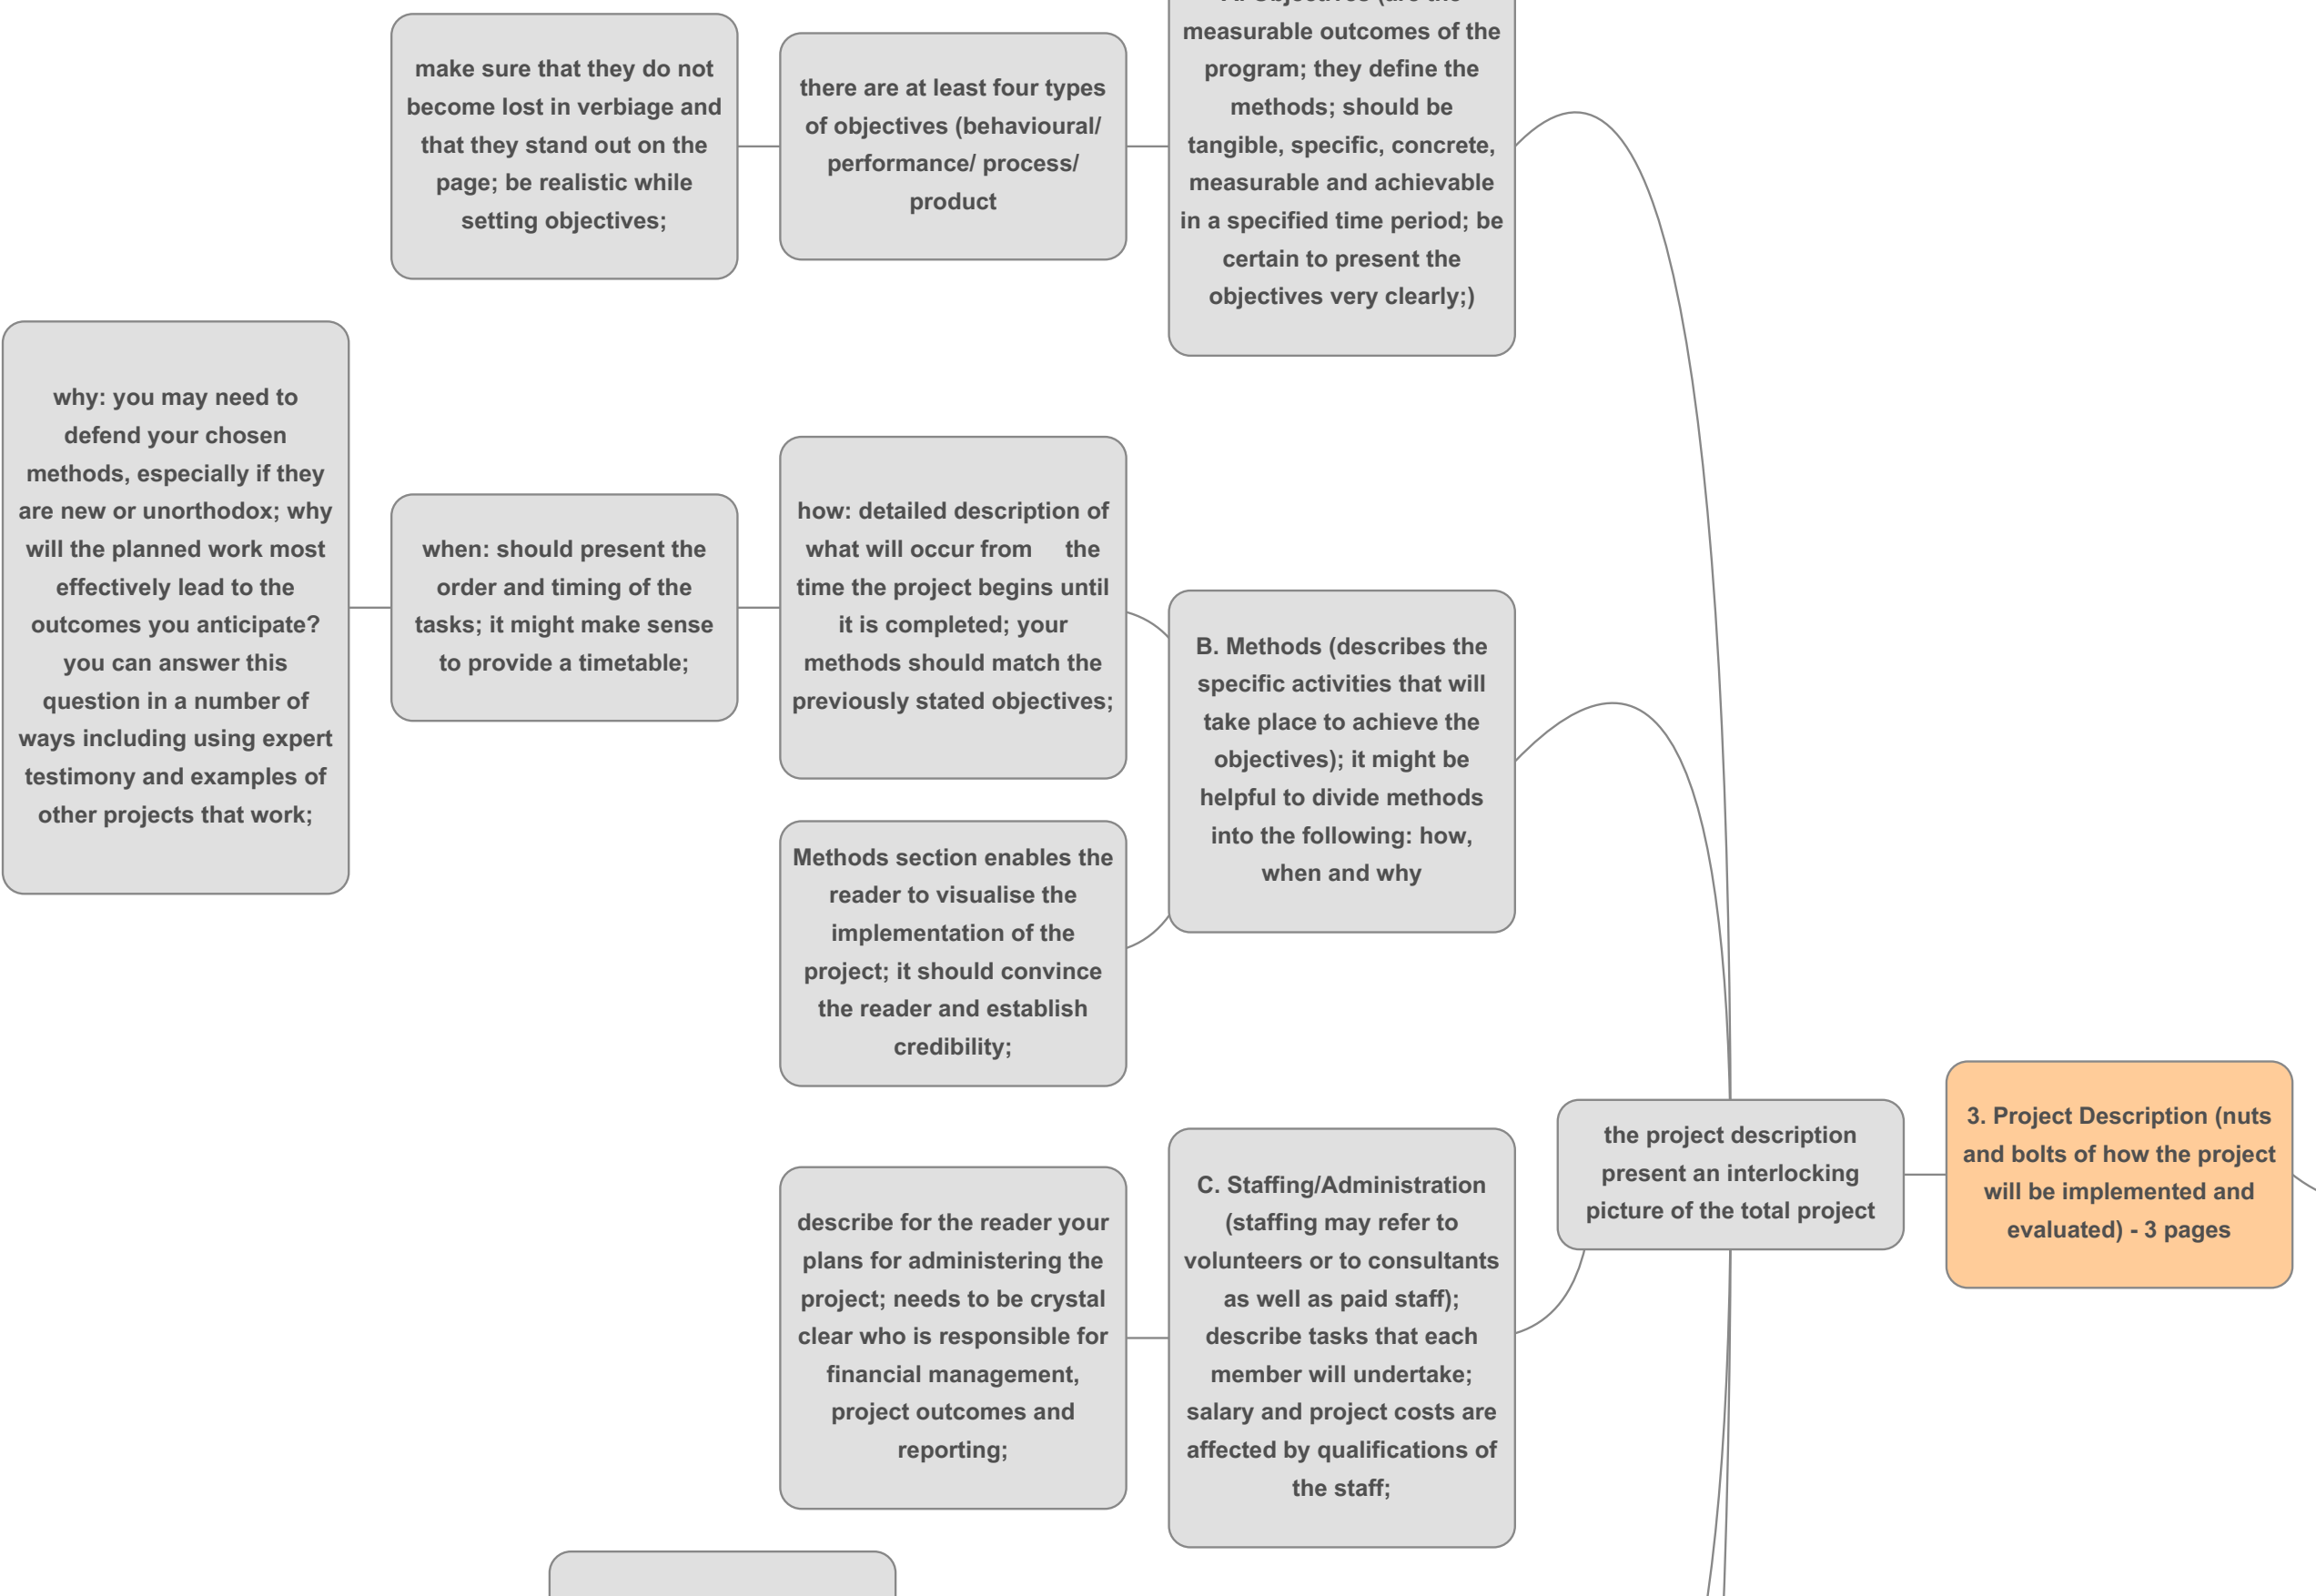 make sure that they do not
become lost in verbiage and
that they stand out on the
page; be realistic while
setting objectives;
there are at least four types
of objectives (behavioural/
performance/ process/
product
measurable outcomes of the
program; they define the
methods; should be
tangible, specific, concrete,
measurable and achievable
in a specified time period; be
certain to present the
objectives very clearly;)
why: you may need to
defend your chosen
methods, especially if they
are new or unorthodox; why
will the planned work most
effectively lead to the
outcomes you anticipate?
you can answer this
question in a number of
ways including using expert
testimony and examples of
other projects that work;
when: should present the
order and timing of the
tasks; it might make sense
to provide a timetable;
how: detailed description of
what will occur from the
time the project begins until
it is completed; your
methods should match the
previously stated objectives;
B. Methods (describes the
specific activities that will
take place to achieve the
objectives); it might be
helpful to divide methods
into the following: how,
when and why
Methods section enables the
reader to visualise the
implementation of the
project; it should convince
the reader and establish
credibility;
describe for the reader your
plans for administering the
project; needs to be crystal
clear who is responsible for
financial management,
project outcomes and
reporting;
C. Staffing/Administration
(staffing may refer to
volunteers or to consultants
as well as paid staff);
describe tasks that each
member will undertake;
salary and project costs are
affected by qualifications of
the staff;
the project description
present an interlocking
picture of the total project
3. Project Description (nuts
and bolts of how the project
will be implemented and
evaluated) - 3 pages